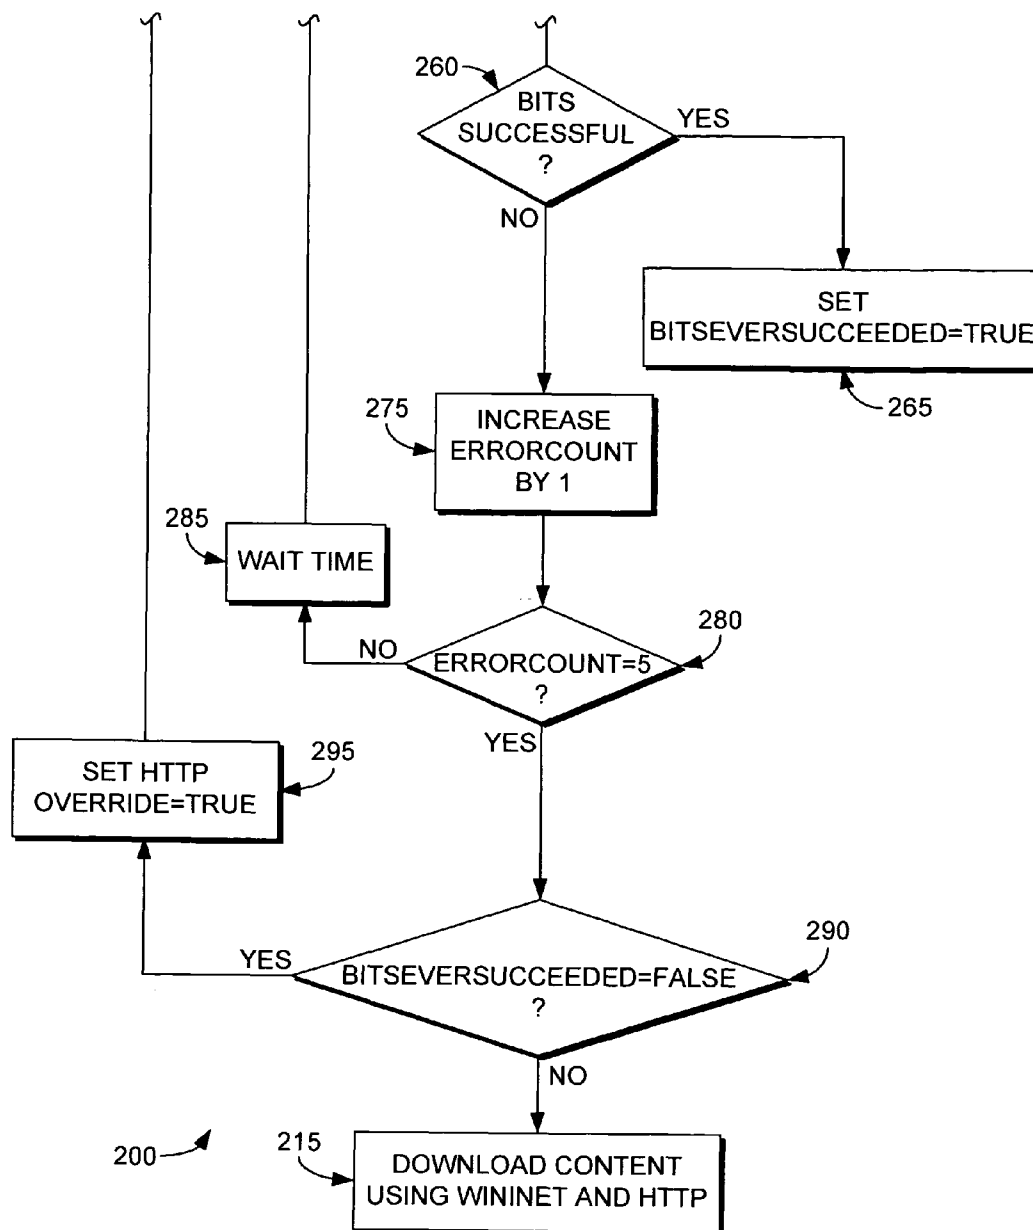 260
BITS
SUCCESSFUL
?
YES
NO
SET
BITSEVERSUCCEEDED=TRUE
265
275
INCREASE
ERRORCOUNT
BY 1
285
WAIT TIME
NO
ERRORCOUNT=5
?
280
YES
SET HTTP
OVERRIDE=TRUE
295
YES
BITSEVERSUCCEEDED=FALSE
?
290
NO
200
215
DOWNLOAD CONTENT
USING WININET AND HTTP